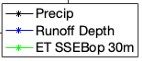 Precip
Runoff Depth
ET SSEBop 30m